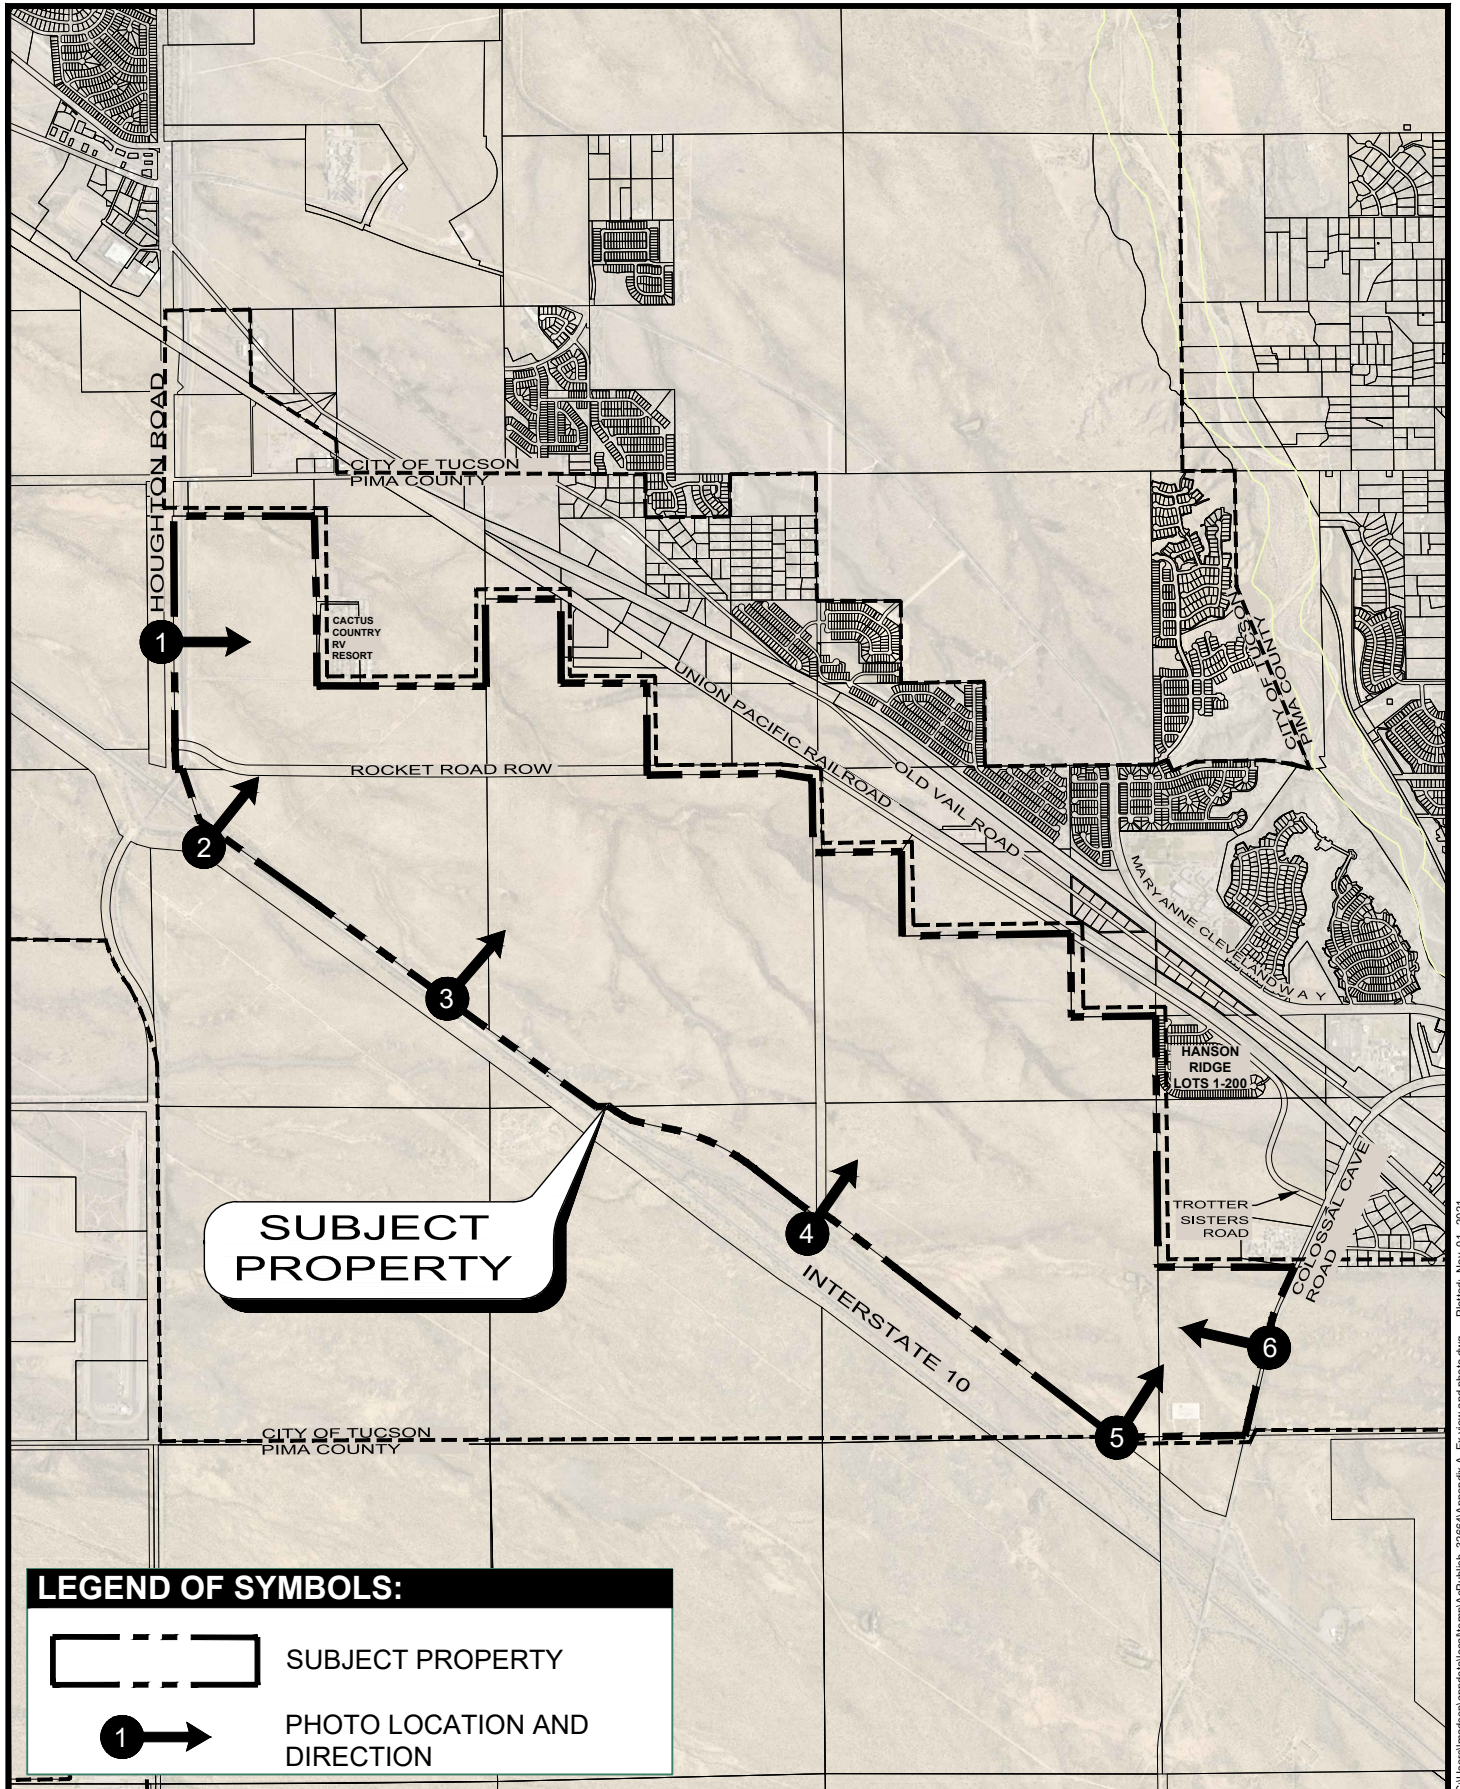 HOUGHTON ROAD
CITY OF TUCSON
PIMA COUNTY
CACTUS
COUNTRY
RV
RESORT
1
UNION PACIFIC RAILROAD
OLD VAIL ROAD
CITY OF TUCSON
PIMA COUNTY
ROCKET ROAD ROW
2
MARY ANNE CLEVELAND WAY
3
HANSON
RIDGE
LOTS 1-200
SUBJECT
PROPERTY
4
TROTTER
SISTERS
ROAD
COLOSSAL CAVE
ROAD
INTERSTATE 10
6
5
CITY OF TUCSON
PIMA COUNTY
LEGEND OF SYMBOLS:
SUBJECT PROPERTY
1
PHOTO LOCATION AND
DIRECTION